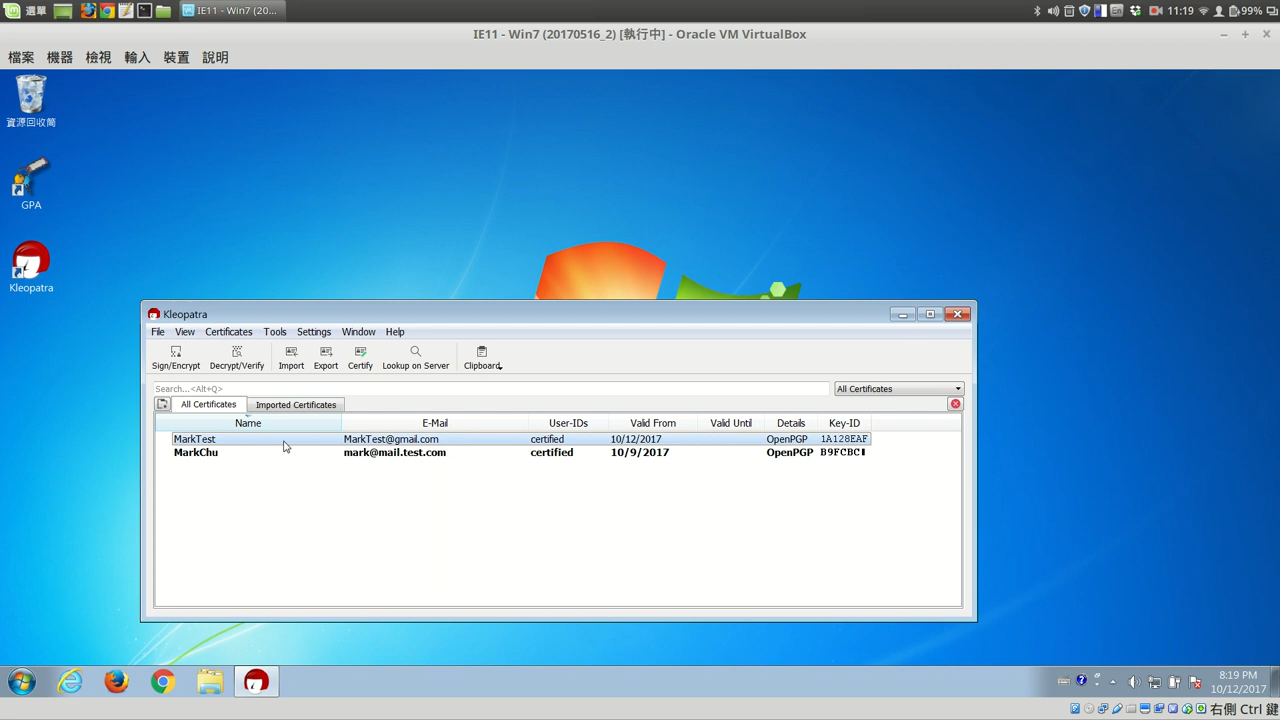 選單 IE11 - Win7 (20... En 11:19 99%
IE11 - Win7 (20170516_2) [執行中] - Oracle VM VirtualBox
檔案 機器 檢視 輸入 裝置 說明
資源回收筒
GPA
Kleopatra
Kleopatra
File View Certificates Tools Settings Window Help
Sign/Encrypt Decrypt/Verify Import Export Certify Lookup on Server Clipboard
Search...<Alt+Q> All Certificates
All Certificates Imported Certificates
Name E-Mail User-IDs Valid From Valid Until Details Key-ID
MarkTest MarkTest@gmail.com certified 10/12/2017 OpenPGP 1A128EAF
MarkChu mark@mail.test.com certified 10/9/2017 OpenPGP
8:19 PM
10/12/2017
右側 Ctrl 鍵